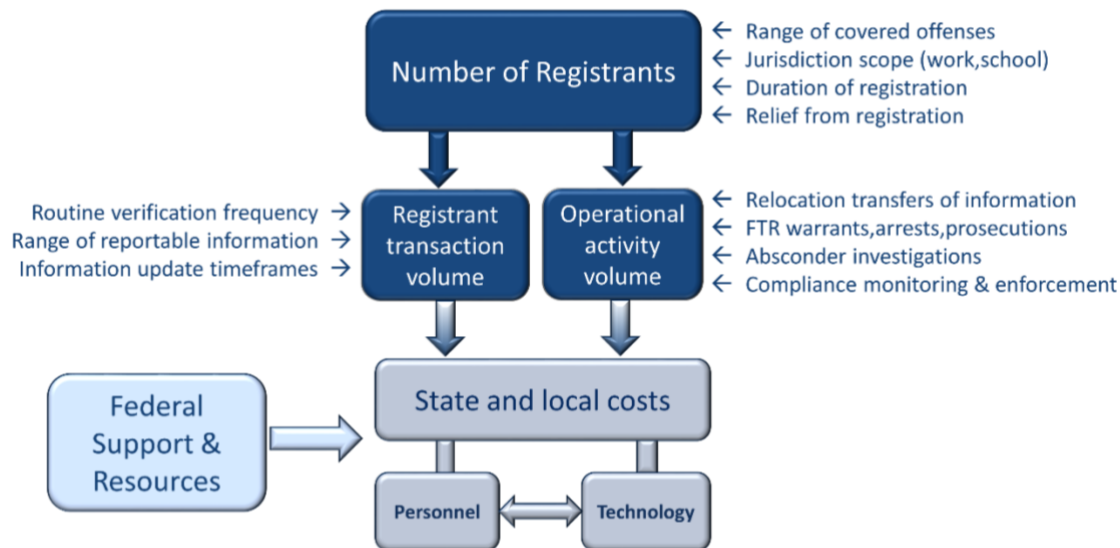 Number of Registrants
← Range of covered offenses
← Jurisdiction scope (work,school)
← Duration of registration
← Relief from registration
Routine verification frequency →
Range of reportable information →
Information update timeframes →
Registrant
transaction
volume
Operational
activity
volume
← Relocation transfers of information
← FTR warrants,arrests,prosecutions
← Absconder investigations
← Compliance monitoring & enforcement
Federal
Support &
Resources
State and local costs
Personnel
Technology